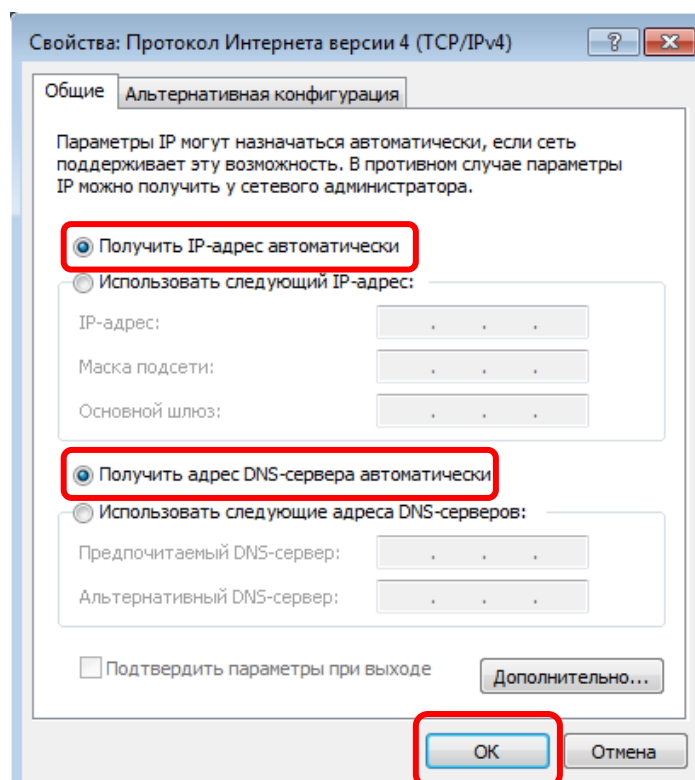 Свойства: Протокол Интернета версии 4 (TCP/IPv4)
Общие
Альтернативная конфигурация
Параметры IP могут назначаться автоматически, если сеть
поддерживает эту возможность. В противном случае параметры
IP можно получить у сетевого администратора.
Получить IP-адрес автоматически
Использовать следующий IP-адрес:
IP-адрес:
Маска подсети:
Основной шлюз:
Получить адрес DNS-сервера автоматически
Использовать следующие адреса DNS-серверов:
Предпочитаемый DNS-сервер:
Альтернативный DNS-сервер:
Подтвердить параметры при выходе
Дополнительно...
ОК
Отмена